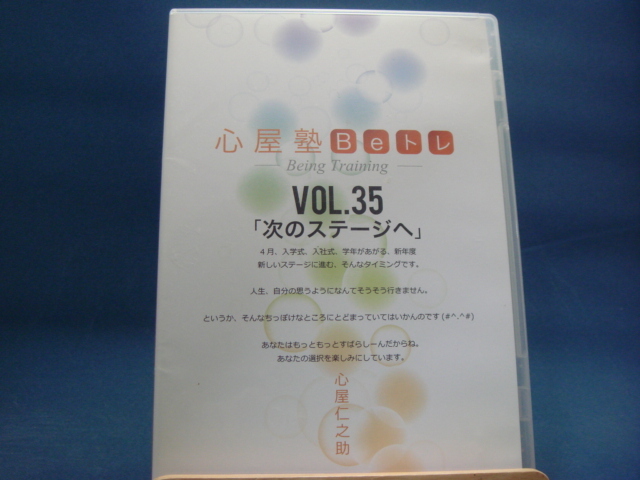 心屋塾Beトレ
Being Training
VOL.35
「次のステージへ」
4月、入学式、入社式、学年があがる、新年度
新しいステージに進む、そんなタイミングです。
人生、自分の思うようになんてそうそう行きません。
というか、そんなちっぽけなところにとどまっていてはいかんのです(#^.^#)
あなたはもっともっとすばらしーんだからね。
あなたの選択を楽しみにしています。
心屋仁之助